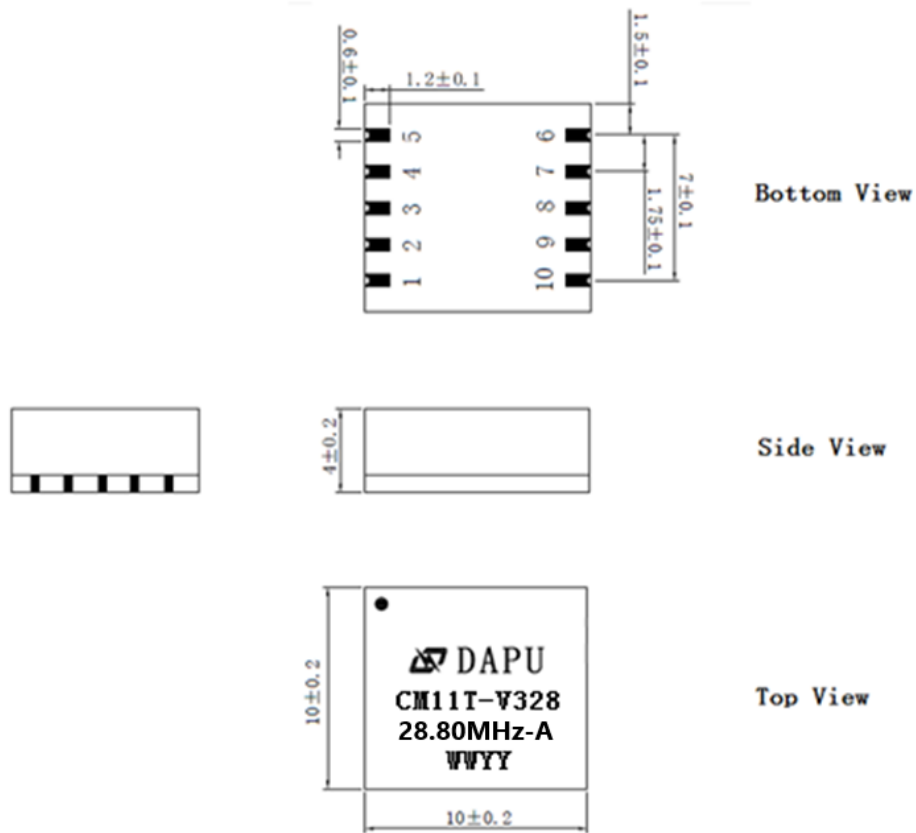 1.5±0.1
0.6±0.1
1.2±0.1
5
6
4
7
3
8
2
9
1
10
1.75±0.1
7±0.1
Bottom View
4±0.2
Side View
10±0.2
DAPU
CM11T-V328
28.80MHz-A
WWYY
Top View
10±0.2